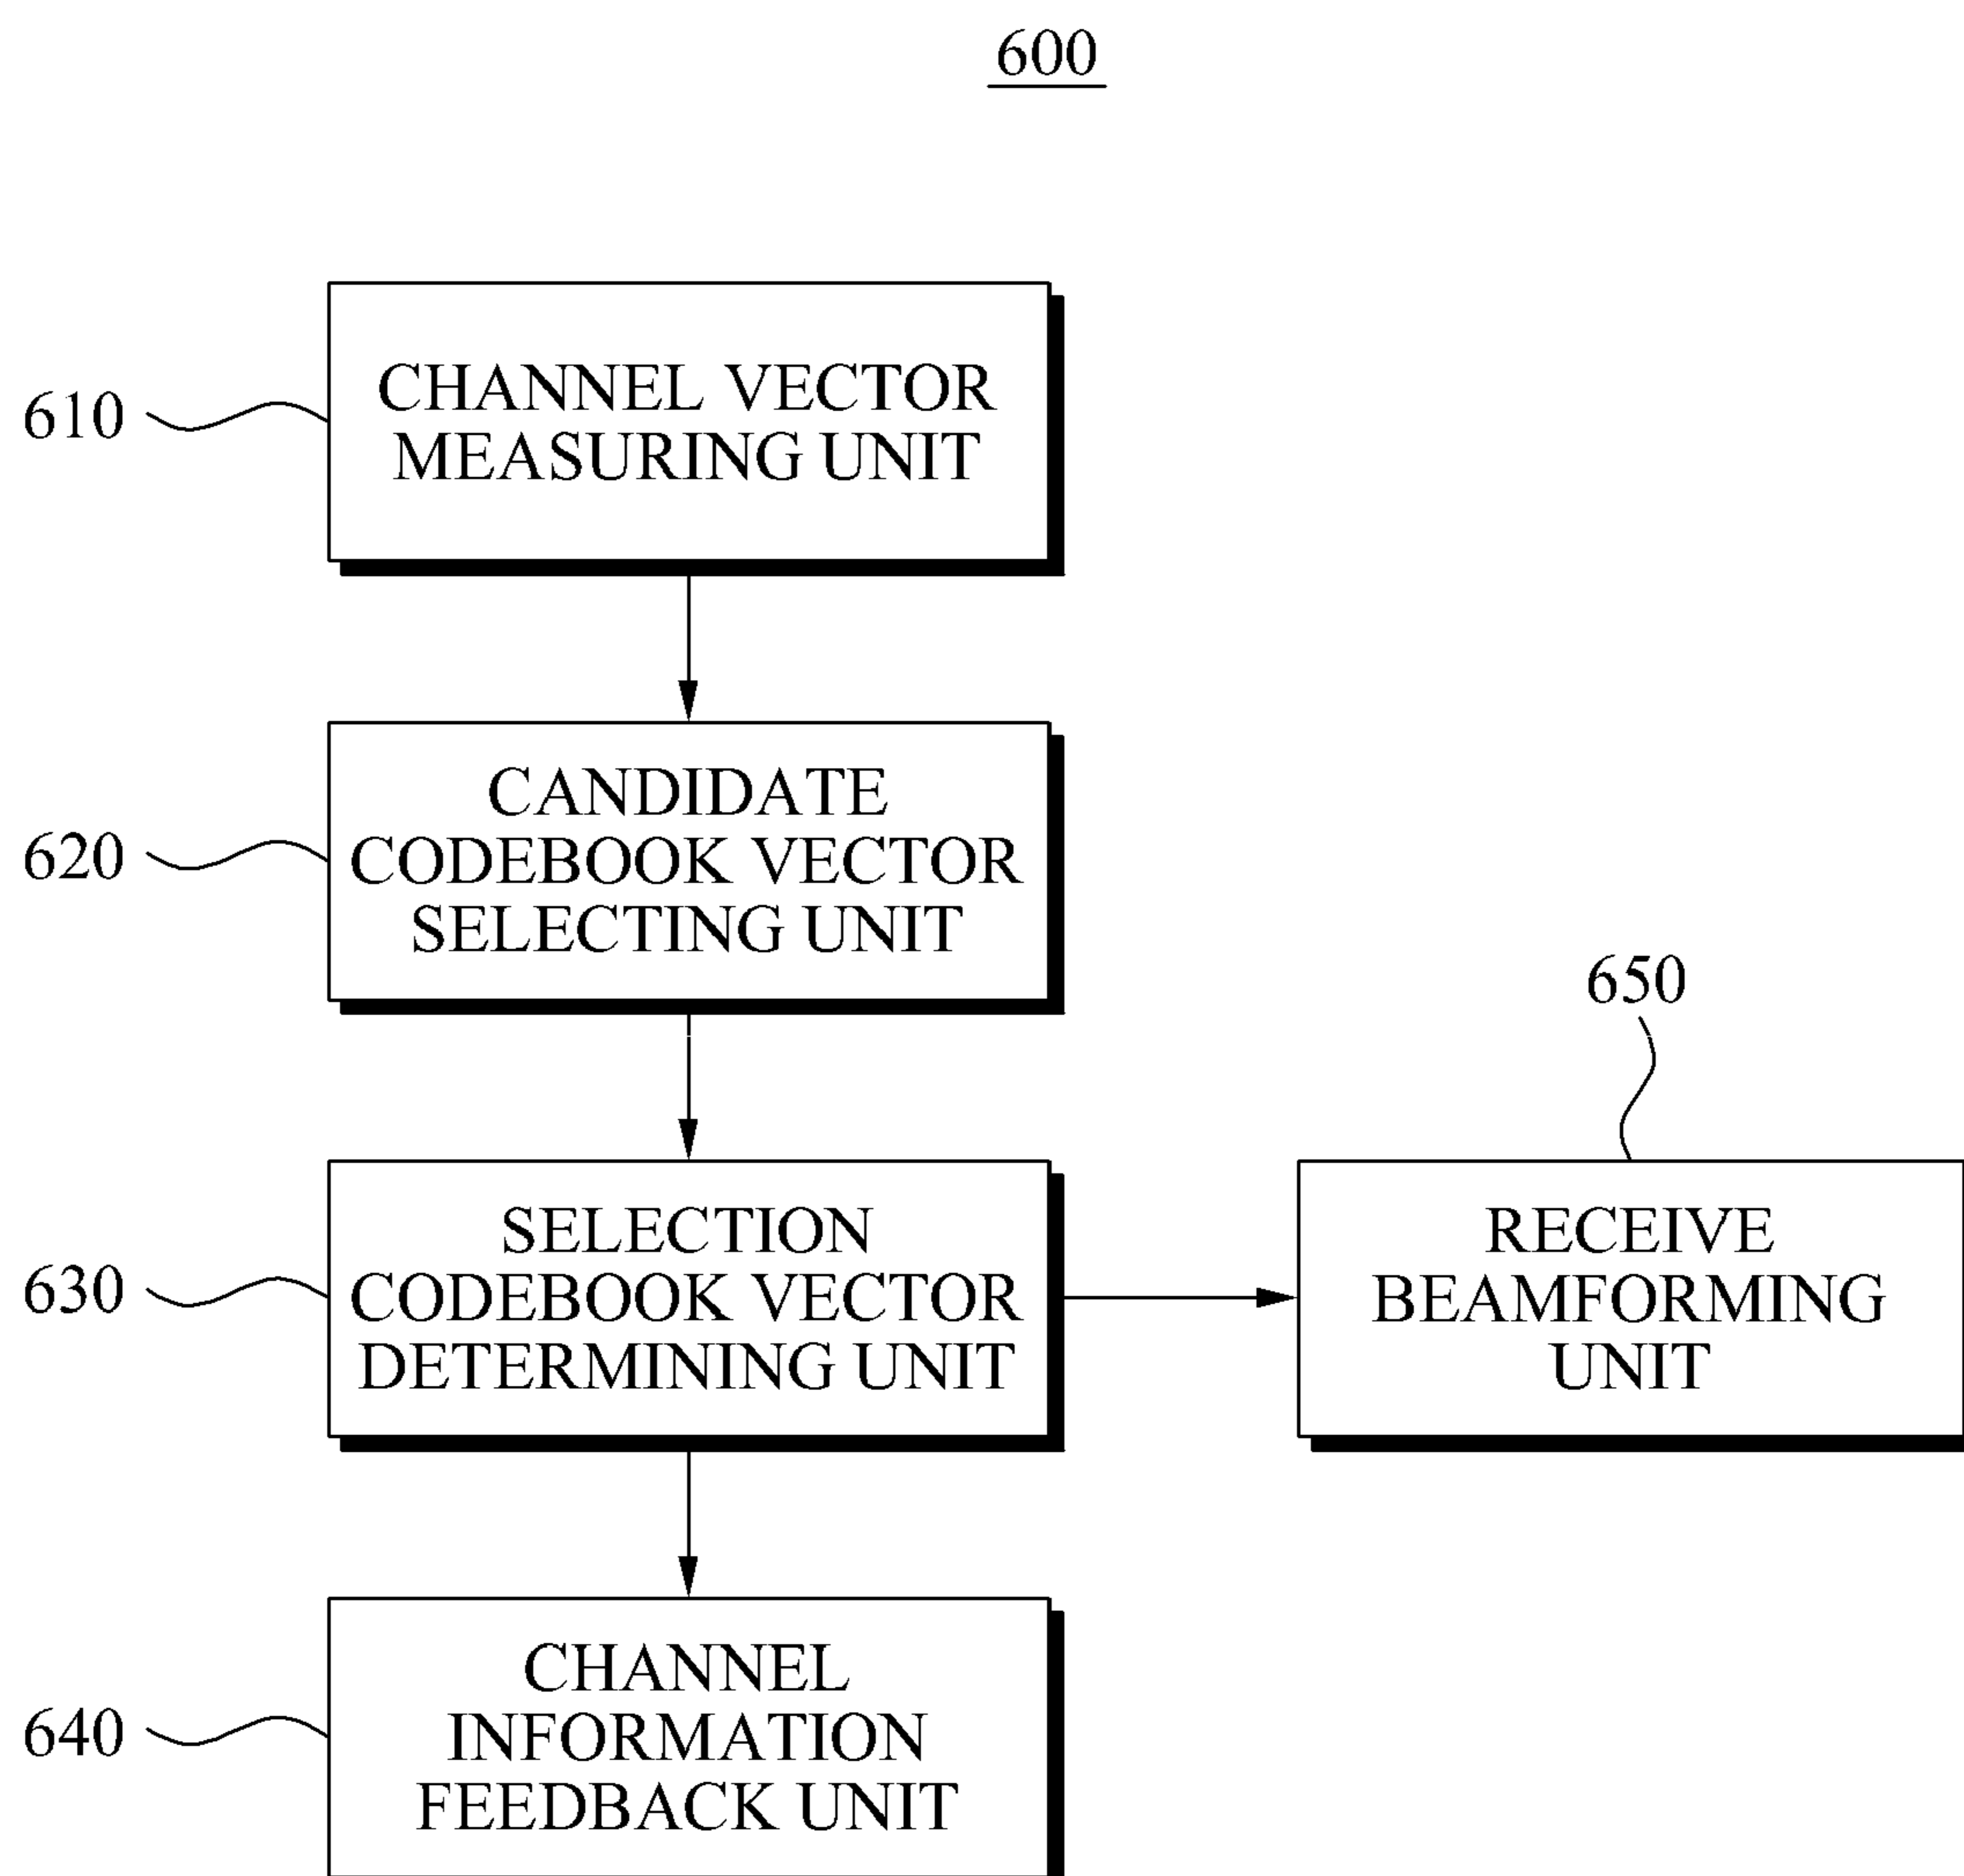 600
610
CHANNEL VECTOR
MEASURING UNIT
620
CANDIDATE
CODEBOOK VECTOR
SELECTING UNIT
630
SELECTION
CODEBOOK VECTOR
DETERMINING UNIT
650
RECEIVE
BEAMFORMING
UNIT
640
CHANNEL
INFORMATION
FEEDBACK UNIT